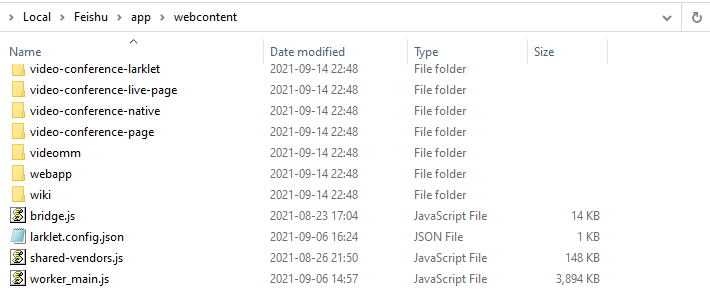 Local > Feishu > app > webcontent
Name Date modified Type Size
video-conference-larklet 2021-09-14 22:48 File folder
video-conference-live-page 2021-09-14 22:48 File folder
video-conference-native 2021-09-14 22:48 File folder
video-conference-page 2021-09-14 22:48 File folder
videomm 2021-09-14 22:48 File folder
webapp 2021-09-14 22:48 File folder
wiki 2021-09-14 22:48 File folder
bridge.js 2021-08-23 17:04 JavaScript File 14 KB
larklet.config.json 2021-09-06 16:24 JSON File 1 KB
shared-vendors.js 2021-08-26 21:50 JavaScript File 148 KB
worker_main.js 2021-09-06 14:57 JavaScript File 3,894 KB